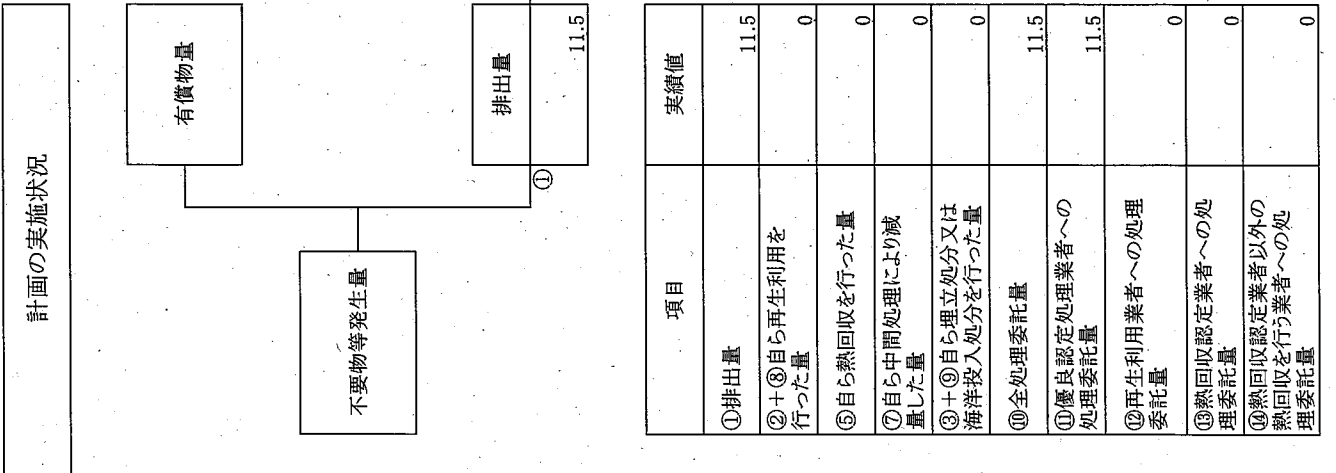 計画の実施状況
不要物等発生量
有償物量
排出量
①
11.5
項目
実績値
①排出量
11.5
②+⑧自ら再生利用を
行った量
0
⑤自ら熱回収を行った量
0
⑦自ら中間処理により減
量した量
0
③+⑨自ら埋立処分又は
海洋投入処分を行った量
0
⑩全処理委託量
11.5
⑪優良認定処理業者への
処理委託量
11.5
⑫再生利用業者への処理
委託量
0
⑬熱回収認定業者への処
理委託量
0
⑭熱回収認定業者以外の
熱回収を行う業者への処
理委託量
0